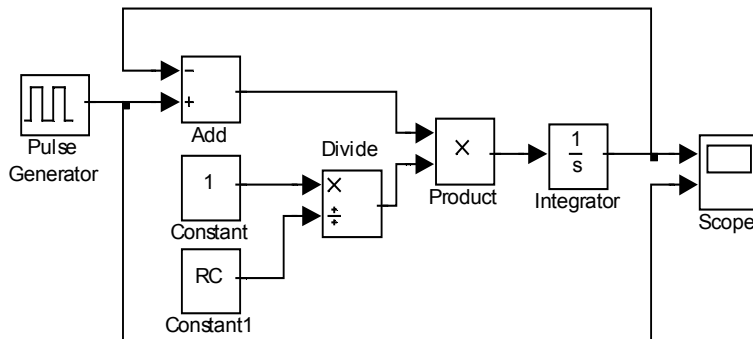 Pulse
Generator
−
+
Add
1
Constant
RC
Constant1
Divide
×
÷
×
Product
1
s
Integrator
Scope